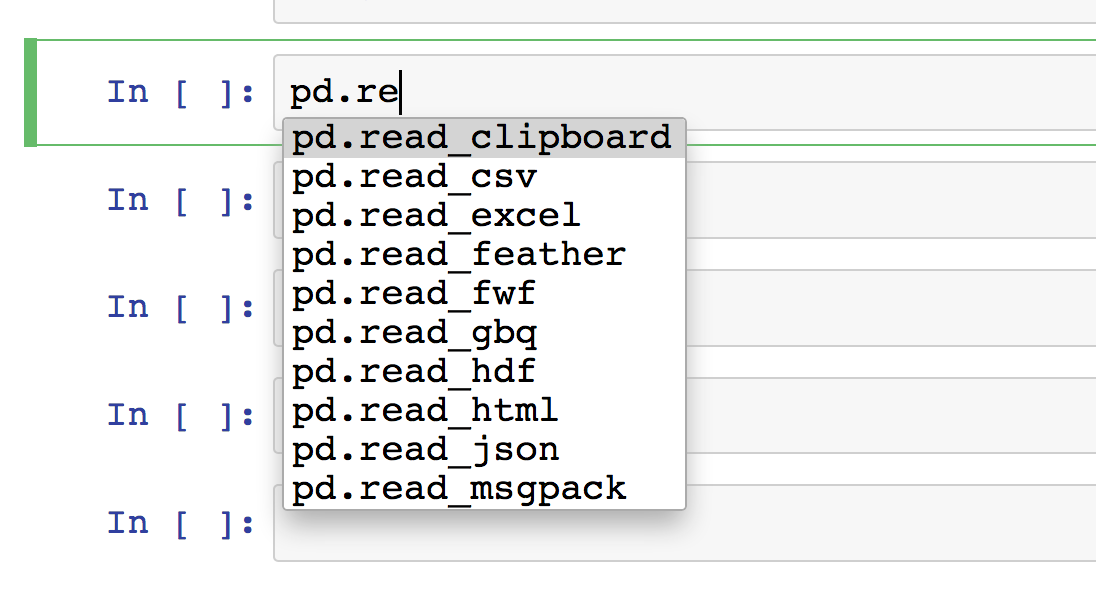 In [ ]: pd.re
pd.read_clipboard
pd.read_csv
In [ ]:
pd.read_excel
pd.read_feather
pd.read_fwf
In [ ]:
pd.read_gbq
pd.read_hdf
pd.read_html
In [ ]:
pd.read_json
pd.read_msgpack
In [ ]: